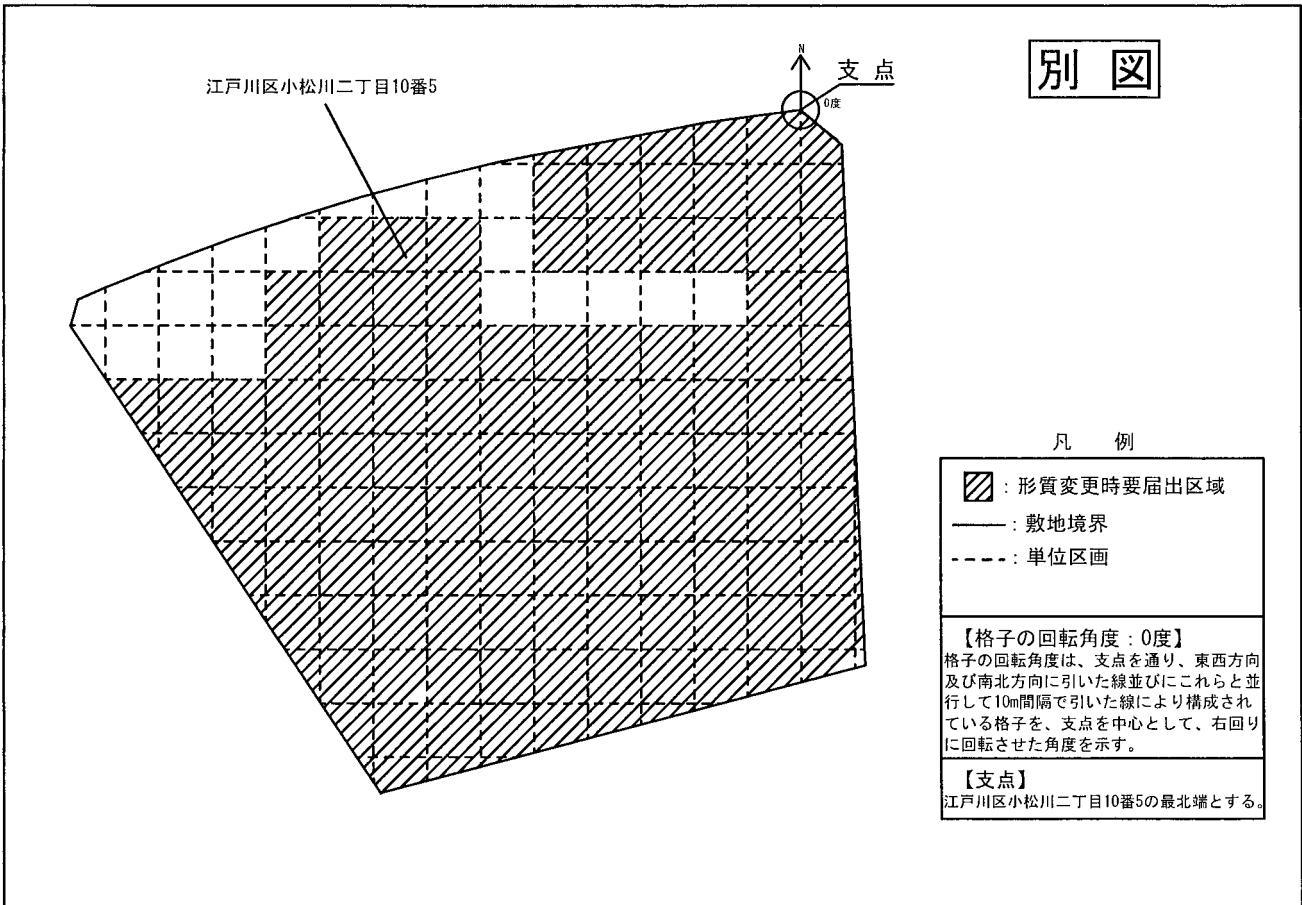 別 図
N
支 点
0度
江戸川区小松川二丁目10番5
凡 例
：形質変更時要届出区域
：敷地境界
：単位区画
【格子の回転角度：0度】
格子の回転角度は、支点を通り、東西方向
及び南北方向に引いた線並びにこれらと並
行して10m間隔で引いた線により構成され
ている格子を、支点を中心として、右回り
に回転させた角度を示す。
【支点】
江戸川区小松川二丁目10番5の最北端とする。